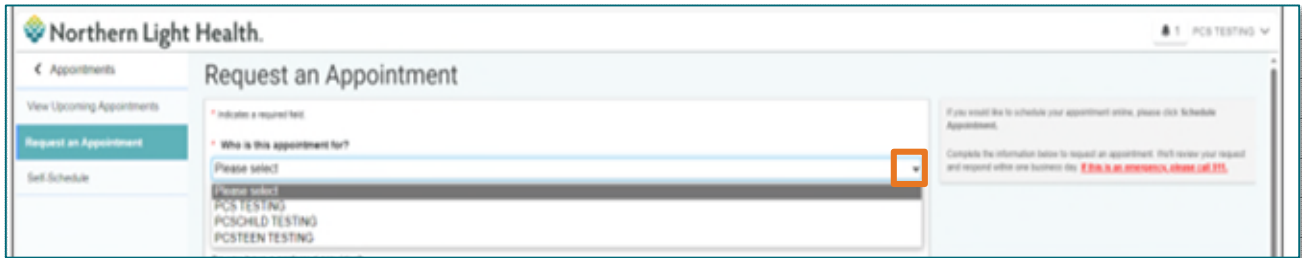 Northern Light Health.
1 PCS TESTING
Appointments
Request an Appointment
View Upcoming Appointments
Request an Appointment
Self-Schedule
* Indicates a required field.
* Who is this appointment for?
Please select
Please select
PCS TESTING
PCSCHILD TESTING
PCSTEEN TESTING
If you would like to schedule your appointment online, please click Schedule
Appointment.
Complete the information below to request an appointment. We'll review your request
and respond within one business day. If this is an emergency, please call 911.